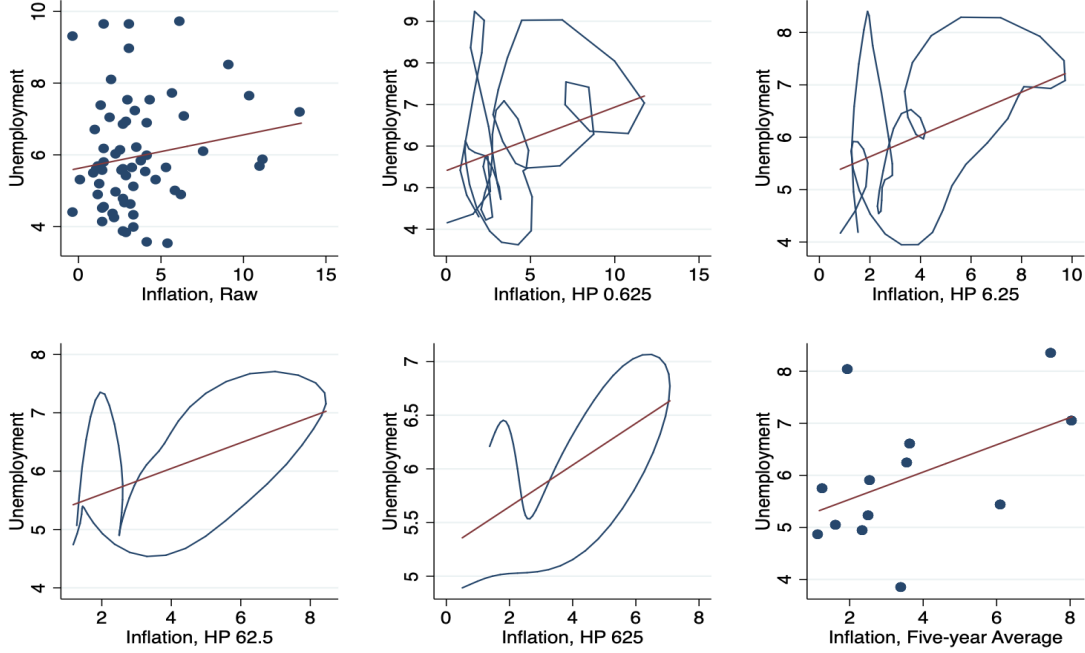 Unemployment
10
8
6
4
0 5 10 15
Inflation, Raw
Unemployment
9
8
7
6
5
4
0 5 10 15
Inflation, HP 0.625
Unemployment
8
7
6
5
4
0 2 4 6 8 10
Inflation, HP 6.25
Unemployment
8
7
6
5
4
2 4 6 8
Inflation, HP 62.5
Unemployment
7
6.5
6
5.5
5
0 2 4 6 8
Inflation, HP 625
Unemployment
8
7
6
5
4
2 4 6 8
Inflation, Five-year Average